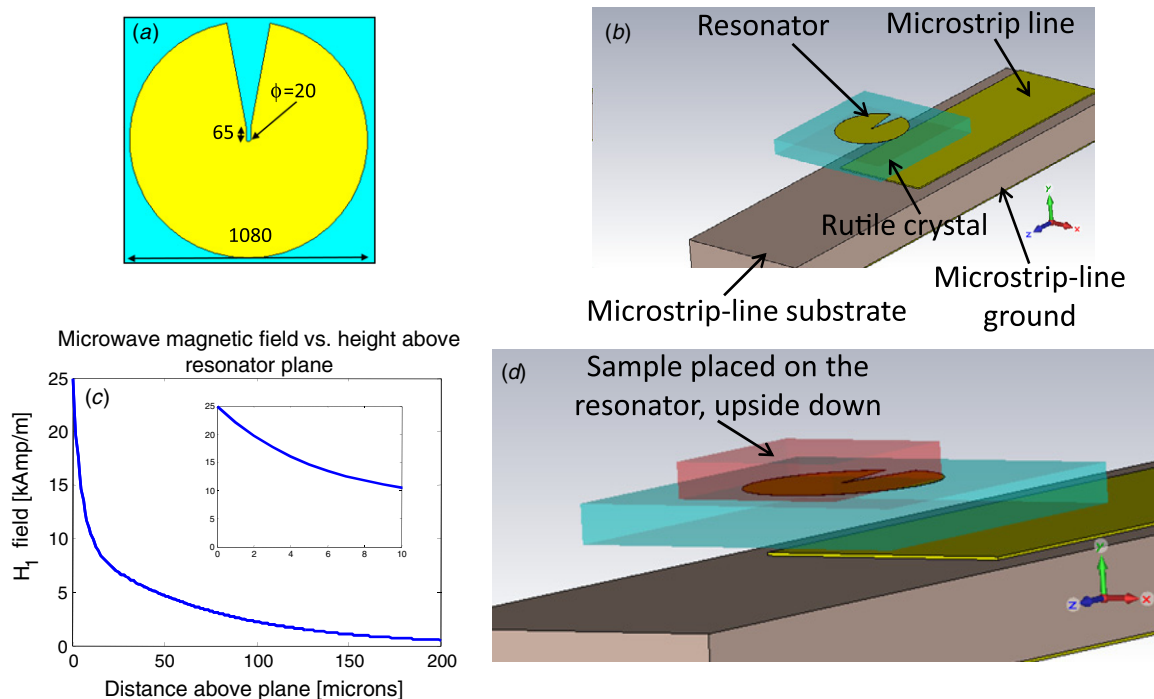 (a)
ϕ=20
65
1080
(b)
Resonator
Microstrip line
Rutile crystal
Microstrip-line substrate
Microstrip-line
ground
y
z
x
Microwave magnetic field vs. height above
resonator plane
(c)
H1 field [kAmp/m]
25
20
15
10
5
0
0
50
100
150
200
Distance above plane [microns]
25
20
15
10
5
0
0
2
4
6
8
10
(d)
Sample placed on the
resonator, upside down
Y
Z
X